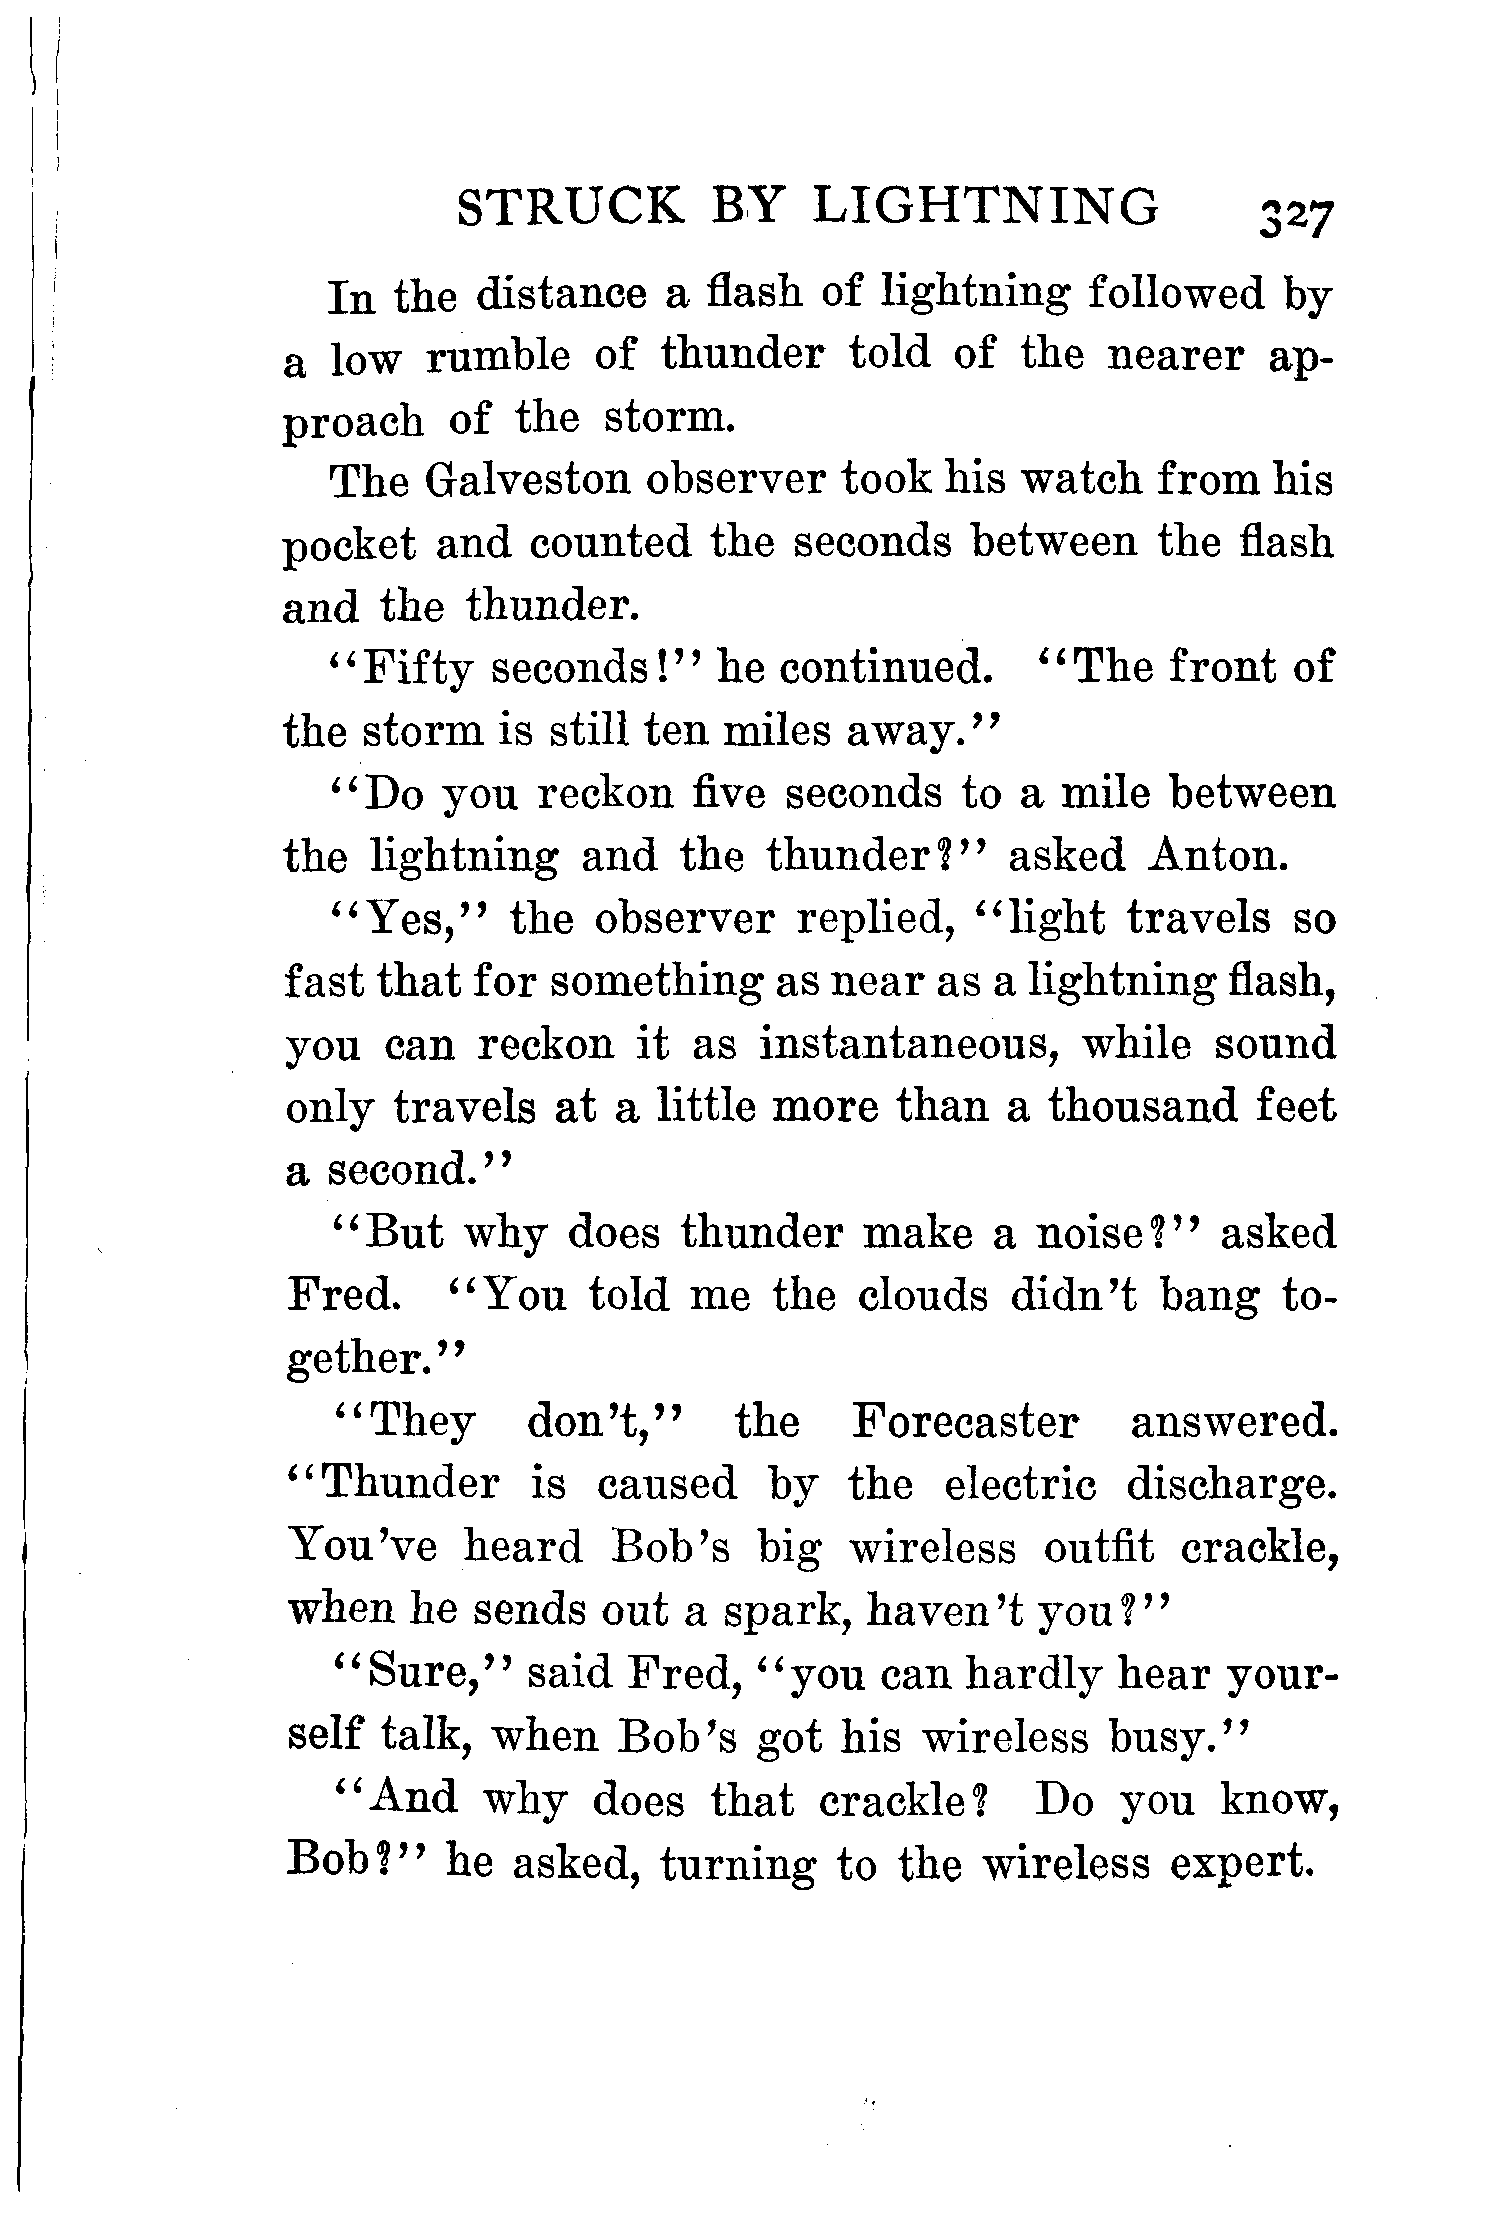 STRUCK BY LIGHTNING 327
In the distance a flash of lightning followed by
a low rumble of thunder told of the nearer ap-
proach of the storm.
The Galveston observer took his watch from his
pocket and counted the seconds between the flash
and the thunder.
"Fifty seconds!" he continued. "The front of
the storm is still ten miles away."
"Do you reckon five seconds to a mile between
the lightning and the thunder?" asked Anton.
"Yes," the observer replied, "light travels so
fast that for something as near as a lightning flash,
you can reckon it as instantaneous, while sound
only travels at a little more than a thousand feet
a second."
"But why does thunder make a noise?" asked
Fred. "You told me the clouds didn't bang to-
gether."
"They don't," the Forecaster answered.
"Thunder is caused by the electric discharge.
You've heard Bob's big wireless outfit crackle,
when he sends out a spark, haven't you?"
"Sure," said Fred, "you can hardly hear your-
self talk, when Bob's got his wireless busy."
"And why does that crackle? Do you know,
Bob?" he asked, turning to the wireless expert.